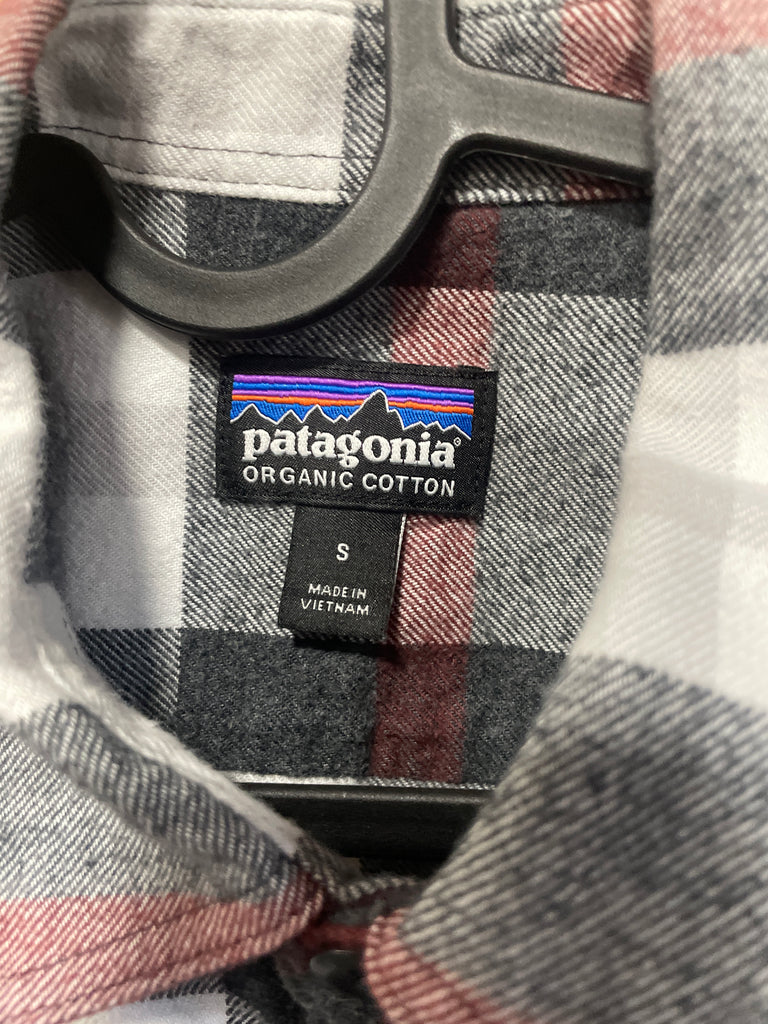 patagonia®
ORGANIC COTTON
S
MADE IN
VIETNAM